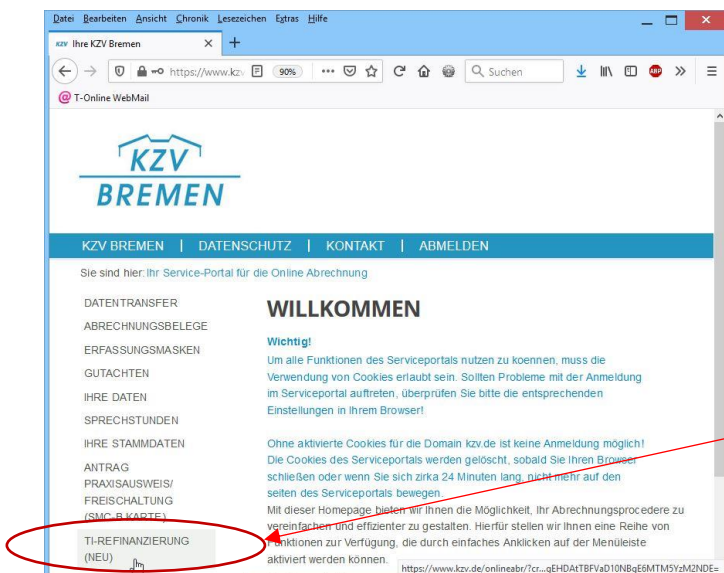 Datei Bearbeiten Ansicht Chronik Lesezeichen Extras Hilfe
KZV Ihre KZV Bremen
https://www.kzv 90% Suchen ABP
T-Online WebMail
KZV
BREMEN
KZV BREMEN | DATENSCHUTZ | KONTAKT | ABMELDEN
Sie sind hier: Ihr Service-Portal für die Online Abrechnung
DATENTRANSFER
ABRECHNUNGSBELEGE
ERFASSUNGSMASKEN
GUTACHTEN
IHRE DATEN
SPRECHSTUNDEN
IHRE STAMMDATEN
ANTRAG
PRAXISAUSWEIS/
FREISCHALTUNG
(SMC-B KARTE)
TI-REFINANZIERUNG
(NEU)
WILLKOMMEN
Wichtig!
Um alle Funktionen des Serviceportals nutzen zu koennen, muss die
Verwendung von Cookies erlaubt sein. Sollten Probleme mit der Anmeldung
im Serviceportal auftreten, überprüfen Sie bitte die entsprechenden
Einstellungen in Ihrem Browser!
Ohne aktivierte Cookies für die Domain kzv.de ist keine Anmeldung möglich!
Die Cookies des Serviceportals werden gelöscht, sobald Sie Ihren Browser
schließen oder wenn Sie sich zirka 24 Minuten lang, nicht mehr auf den
seiten des Serviceportals bewegen.
Mit dieser Homepage bieten wir Ihnen die Möglichkeit, Ihr Abrechnungsprocedere zu
vereinfachen und effizienter zu gestalten. Hierfür stellen wir Ihnen eine Reihe von
Funktionen zur Verfügung, die durch einfaches Anklicken auf der Menüleiste
aktiviert werden können.
https://www.kzv.de/onlineabr/?cr...qEHDAtTBFVaD10NBqE6MTM5YzM2NDE=